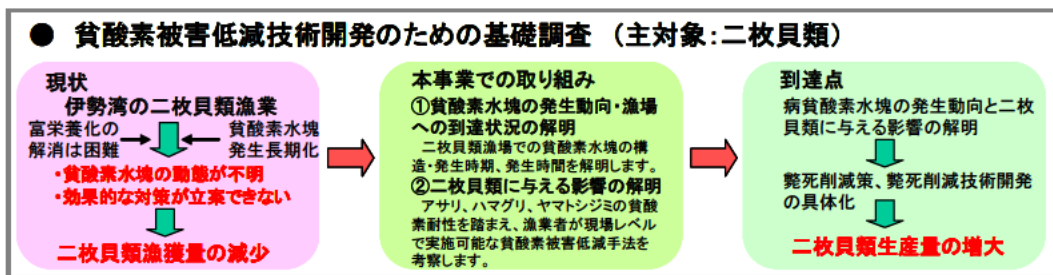 ● 貧酸素被害低減技術開発のための基礎調査 (主対象:二枚貝類)
現状
伊勢湾の二枚貝類漁業
富栄養化の
解消は困難
貧酸素水塊
発生長期化
・貧酸素水塊の動態が不明
・効果的な対策が立案できない
二枚貝類漁獲量の減少
本事業での取り組み
①貧酸素水塊の発生動向・漁場
への到達状況の解明
二枚貝類漁場での貧酸素水塊の構
造・発生時期、発生時間を解明します。
②二枚貝類に与える影響の解明
アサリ、ハマグリ、ヤマトシジミの貧酸
素耐性を踏まえ、漁業者が現場レベル
で実施可能な貧酸素被害低減手法を
考察します。
到達点
病貧酸素水塊の発生動向と二枚
貝類に与える影響の解明
斃死削減策、斃死削減技術開発
の具体化
二枚貝類生産量の増大